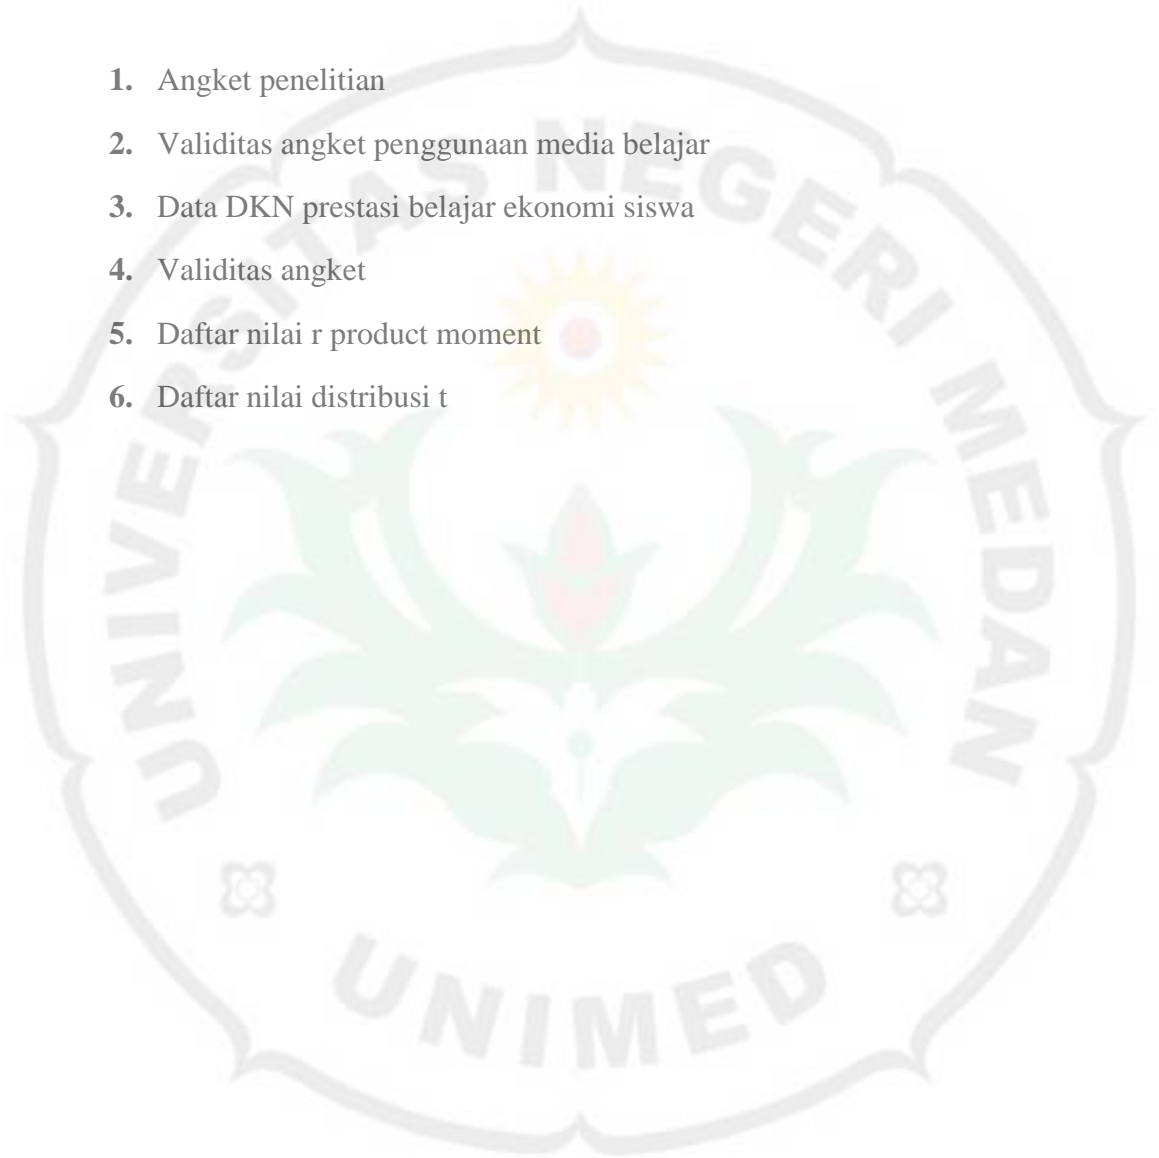 1. Angket penelitian
2. Validitas angket penggunaan media belajar
3. Data DKN prestasi belajar ekonomi siswa
4. Validitas angket
5. Daftar nilai r product moment
6. Daftar nilai distribusi t
UNIVERSITAS NEGERI MEDAN
UNIMED